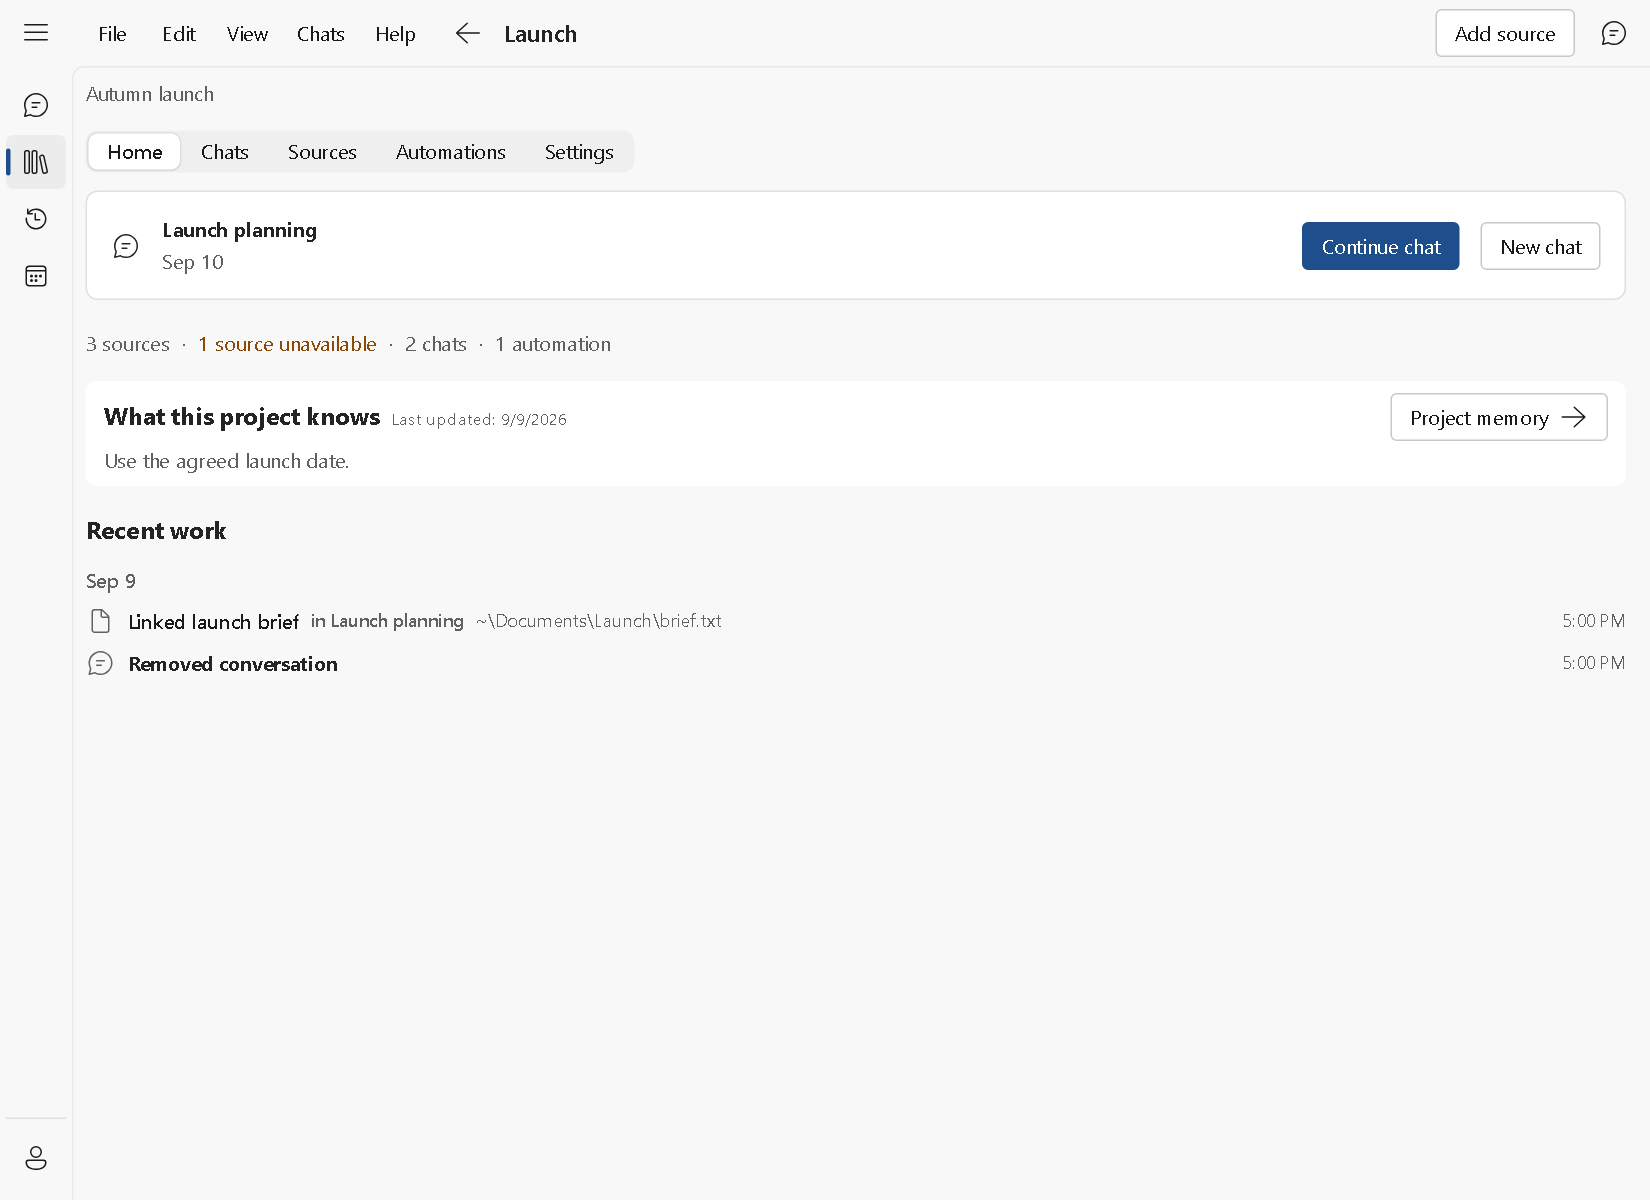 File Edit View Chats Help Launch Add source
Autumn launch
Home Chats Sources Automations Settings
Launch planning
Sep 10
Continue chat New chat
3 sources · 1 source unavailable · 2 chats · 1 automation
What this project knows Last updated: 9/9/2026
Project memory
Use the agreed launch date.
Recent work
Sep 9
Linked launch brief in Launch planning ~\Documents\Launch\brief.txt 5:00 PM
Removed conversation 5:00 PM